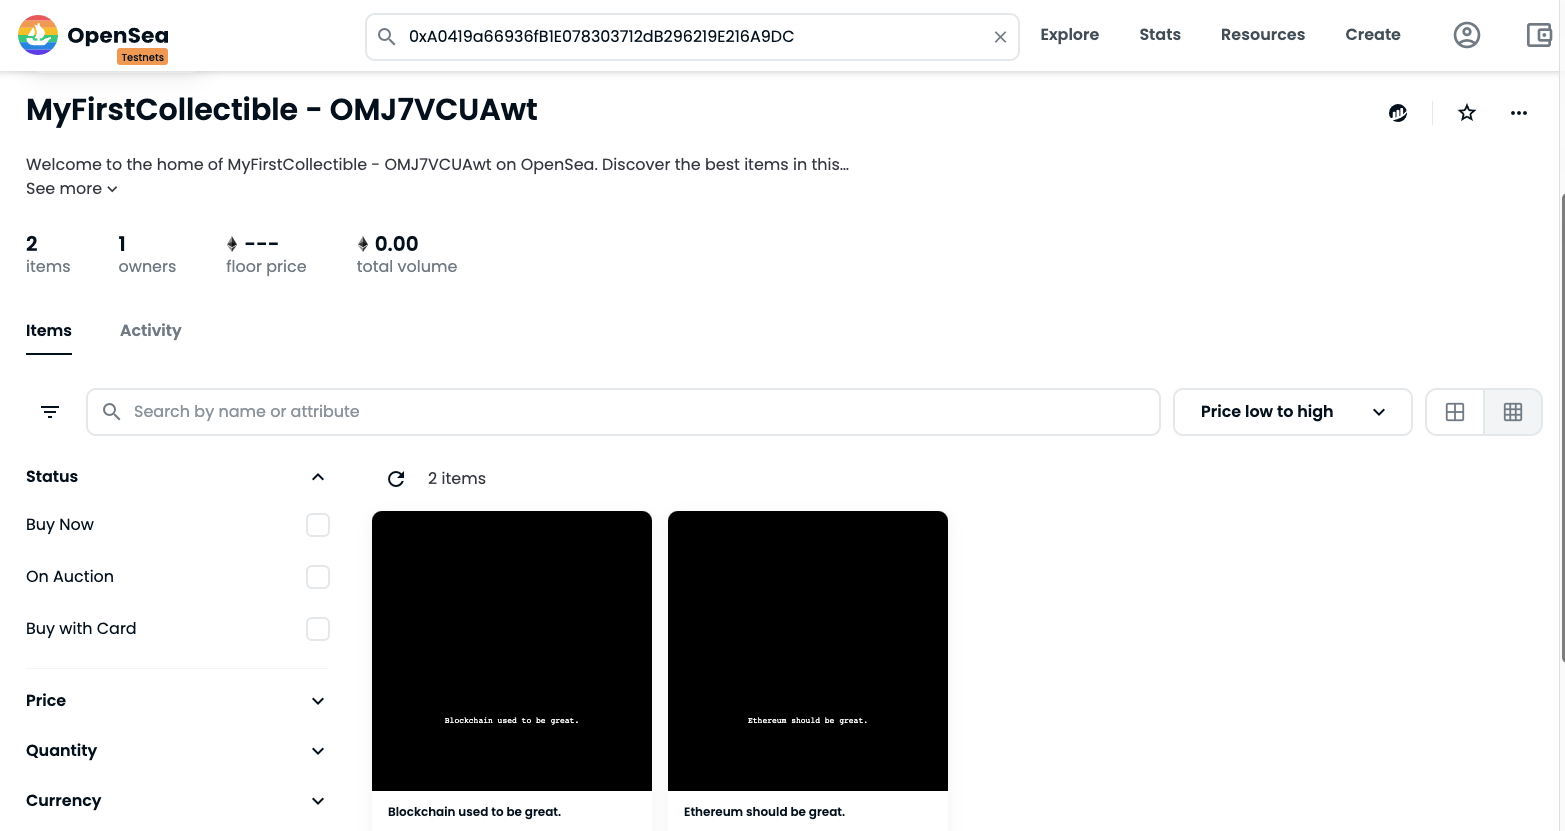 OpenSea
Testnets
0xA0419a66936fB1E078303712dB296219E216A9DC
Explore
Stats
Resources
Create
MyFirstCollectible - OMJ7VCUAwt
Welcome to the home of MyFirstCollectible - OMJ7VCUAwt on OpenSea. Discover the best items in this…
See more
2
items
1
owners
---
floor price
0.00
total volume
Items
Activity
Search by name or attribute
Price low to high
Status
2 items
Buy Now
On Auction
Buy with Card
Price
Quantity
Currency
Blockchain used to be great.
Ethereum should be great.
Blockchain used to be great.
Ethereum should be great.